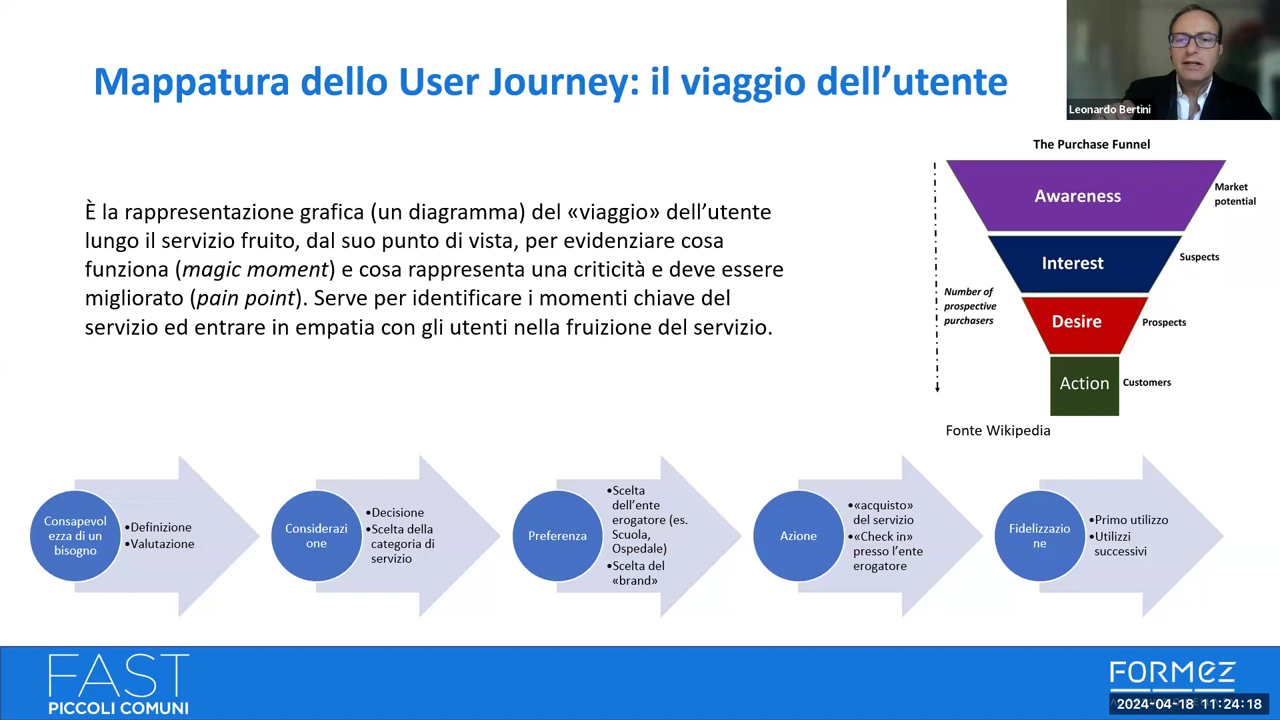 Mappatura dello User Journey: il viaggio dell’utente
Leonardo Bertini
È la rappresentazione grafica (un diagramma) del «viaggio» dell’utente
lungo il servizio fruito, dal suo punto di vista, per evidenziare cosa
funziona (magic moment) e cosa rappresenta una criticità e deve essere
migliorato (pain point). Serve per identificare i momenti chiave del
servizio ed entrare in empatia con gli utenti nella fruizione del servizio.
The Purchase Funnel
Awareness
Market
potential
Interest
Suspects
Number of
prospective
purchasers
Desire
Prospects
Action
Customers
Fonte Wikipedia
Consapevol
ezza di un
bisogno
•Definizione
•Valutazione
Considerazi
one
•Decisione
•Scelta della
categoria di
servizio
Preferenza
•Scelta
dell’ente
erogatore (es.
Scuola,
Ospedale)
•Scelta del
«brand»
Azione
•«acquisto»
del servizio
•«Check in»
presso l’ente
erogatore
Fidelizzazio
ne
•Primo utilizzo
•Utilizzi
successivi
FAST
PICCOLI COMUNI
FORMEZ
2024-04-18 11:24:18